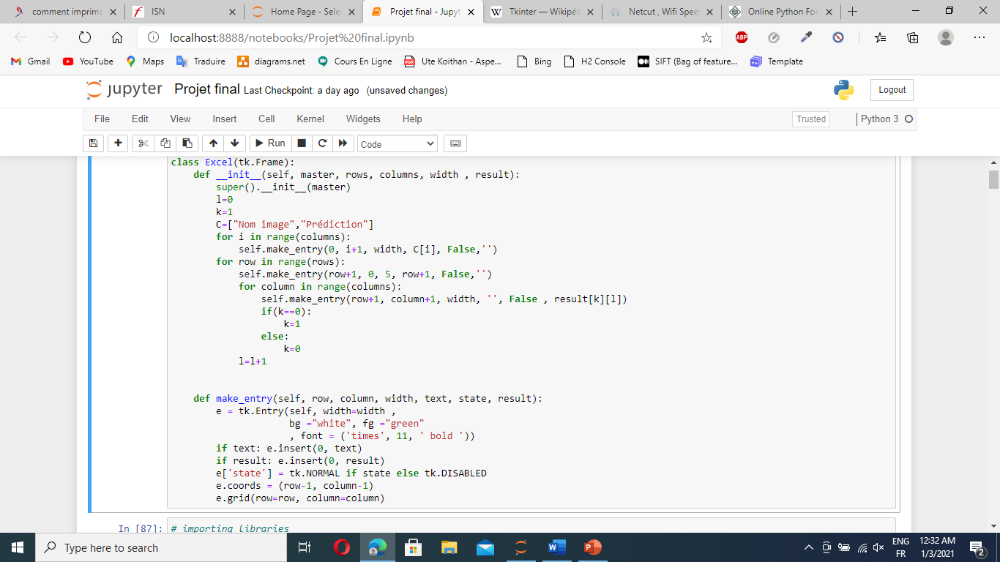 comment imprime
ISN
Home Page - Sele
Projet final - Jupyt
Tkinter — Wikipéd
Netcut , Wifi Spee
Online Python For
localhost:8888/notebooks/Projet%20final.ipynb
ABP
Gmail
YouTube
Maps
Traduire
diagrams.net
Cours En Ligne
Ute Koithan - Aspe...
Bing
H2 Console
SIFT (Bag of feature...
Template
jupyter Projet final Last Checkpoint: a day ago (unsaved changes)
Logout
File Edit View Insert Cell Kernel Widgets Help
Trusted
Python 3
Run
Code
class Excel(tk.Frame):
    def __init__(self, master, rows, columns, width , result):
        super().__init__(master)
        l=0
        k=1
        C=["Nom image","Prédiction"]
        for i in range(columns):
            self.make_entry(0, i+1, width, C[i], False,'')
        for row in range(rows):
            self.make_entry(row+1, 0, 5, row+1, False,'')
            for column in range(columns):
                self.make_entry(row+1, column+1, width, '', False , result[k][l])
                if(k==0):
                    k=1
                else:
                    k=0
            l=l+1
    def make_entry(self, row, column, width, text, state, result):
        e = tk.Entry(self, width=width ,
                     bg ="white", fg ="green"
                     , font = ('times', 11, ' bold '))
        if text: e.insert(0, text)
        if result: e.insert(0, result)
        e['state'] = tk.NORMAL if state else tk.DISABLED
        e.coords = (row-1, column-1)
        e.grid(row=row, column=column)
In [87]: # importing libraries
Type here to search
ENG
FR
12:32 AM
1/3/2021
2